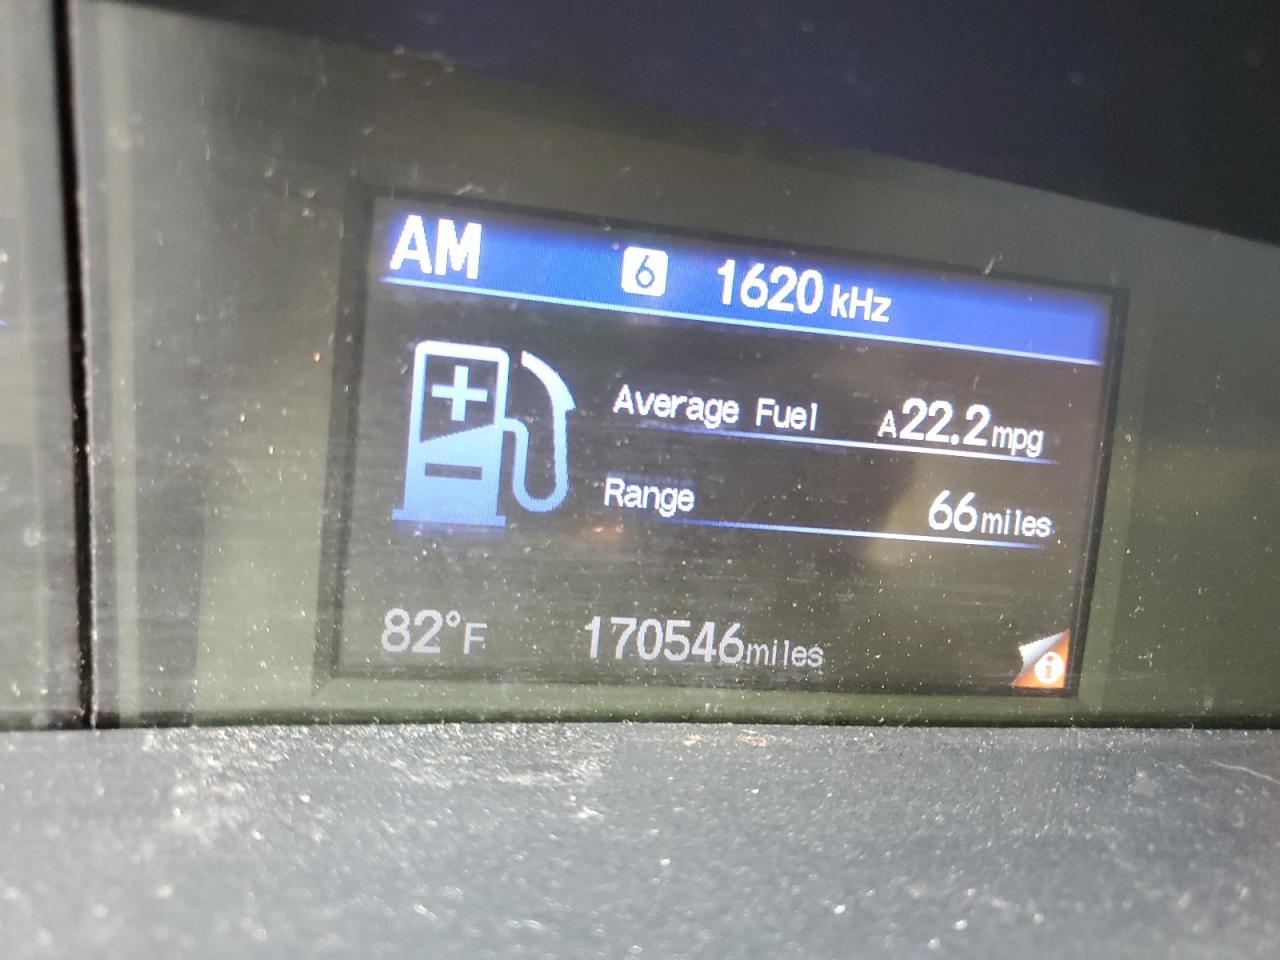 AM 6 1620 kHz
Average Fuel A22.2mpg
Range 66miles
82°F 170546miles
i